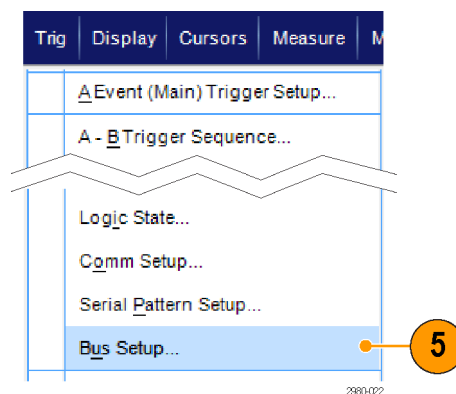 Trig Display Cursors Measure M
A Event (Main) Trigger Setup...
A - B Trigger Sequence...
Logic State...
Comm Setup...
Serial Pattern Setup...
Bus Setup...
5
2980-022